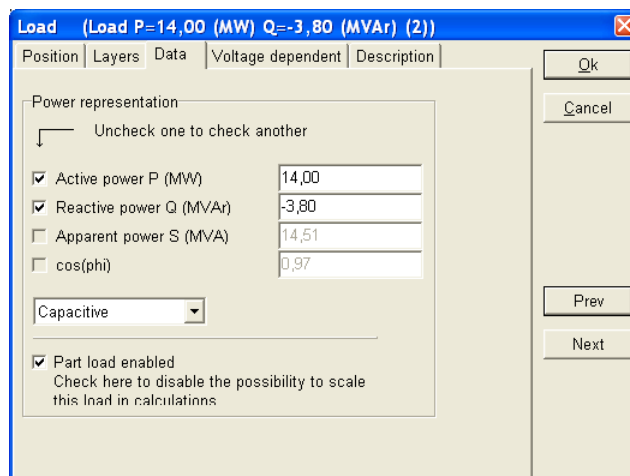 Load (Load P=14,00 (MW) Q=-3,80 (MVAr) (2))
Position Layers Data Voltage dependent Description
Ok
Cancel
Power representation
Uncheck one to check another
Active power P (MW) 14,00
Reactive power Q (MVAr) -3,80
Apparent power S (MVA) 14,51
cos(phi) 0,97
Capacitive
Prev
Next
Part load enabled
Check here to disable the possibility to scale
this load in calculations